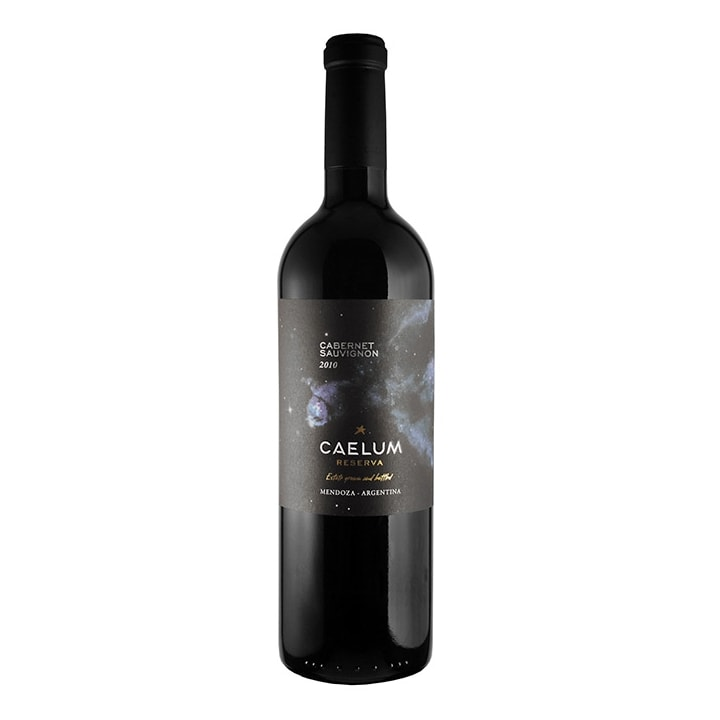 CABERNET
SAUVIGNON
2010
CAELUM
RESERVA
Estate grown and bottled
MENDOZA - ARGENTINA